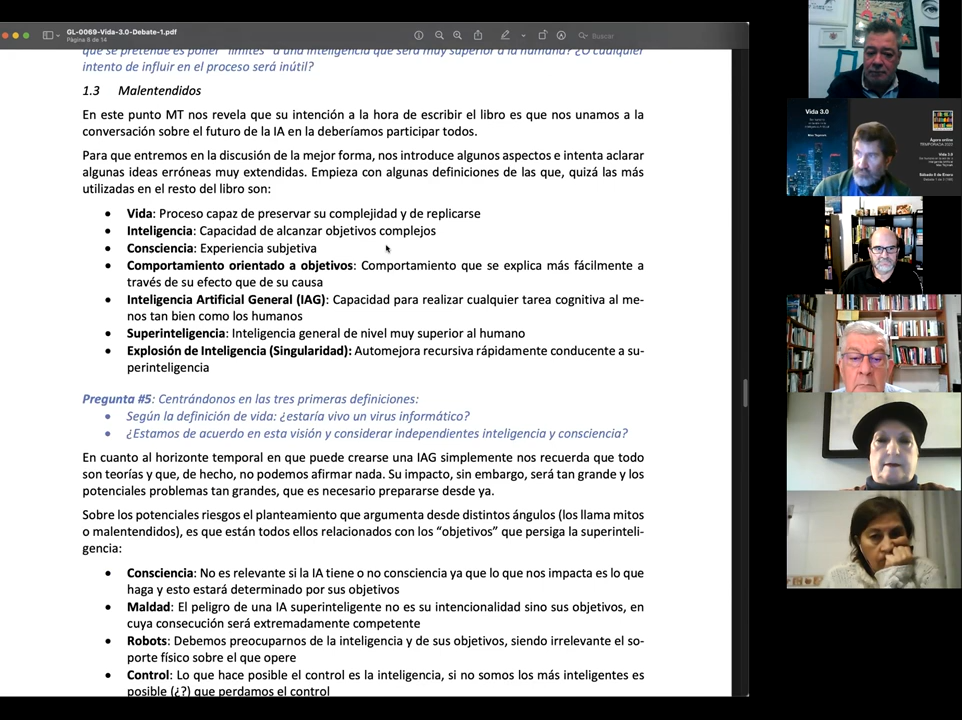 GL-0069-Vida-3.0-Debate-1.pdf
Página 8 de 14
Buscar
que se pretende es poner "límites" a una inteligencia que será muy superior a la humana? ¿O cualquier
intento de influir en el proceso será inútil?
1.3 Malentendidos
En este punto MT nos revela que su intención a la hora de escribir el libro es que nos unamos a la
conversación sobre el futuro de la IA en la deberíamos participar todos.
Para que entremos en la discusión de la mejor forma, nos introduce algunos aspectos e intenta aclarar
algunas ideas erróneas muy extendidas. Empieza con algunas definiciones de las que, quizá las más
utilizadas en el resto del libro son:
• Vida: Proceso capaz de preservar su complejidad y de replicarse
• Inteligencia: Capacidad de alcanzar objetivos complejos
• Consciencia: Experiencia subjetiva
• Comportamiento orientado a objetivos: Comportamiento que se explica más fácilmente a
través de su efecto que de su causa
• Inteligencia Artificial General (IAG): Capacidad para realizar cualquier tarea cognitiva al me-
nos tan bien como los humanos
• Superinteligencia: Inteligencia general de nivel muy superior al humano
• Explosión de Inteligencia (Singularidad): Automejora recursiva rápidamente conducente a su-
perinteligencia
Pregunta #5: Centrándonos en las tres primeras definiciones:
• Según la definición de vida: ¿estaría vivo un virus informático?
• ¿Estamos de acuerdo en esta visión y considerar independientes inteligencia y consciencia?
En cuanto al horizonte temporal en que puede crearse una IAG simplemente nos recuerda que todo
son teorías y que, de hecho, no podemos afirmar nada. Su impacto, sin embargo, será tan grande y los
potenciales problemas tan grandes, que es necesario prepararse desde ya.
Sobre los potenciales riesgos el planteamiento que argumenta desde distintos ángulos (los llama mitos
o malentendidos), es que están todos ellos relacionados con los "objetivos" que persiga la superinteli-
gencia:
• Consciencia: No es relevante si la IA tiene o no consciencia ya que lo que nos impacta es lo que
haga y esto estará determinado por sus objetivos
• Maldad: El peligro de una IA superinteligente no es su intencionalidad sino sus objetivos, en
cuya consecución será extremadamente competente
• Robots: Debemos preocuparnos de la inteligencia y de sus objetivos, siendo irrelevante el so-
porte físico sobre el que opere
• Control: Lo que hace posible el control es la inteligencia, si no somos los más inteligentes es
posible (¿?) que perdamos el control
Vida 3.0
Ágora online
TEMPORADA 2022
Vida 3.0